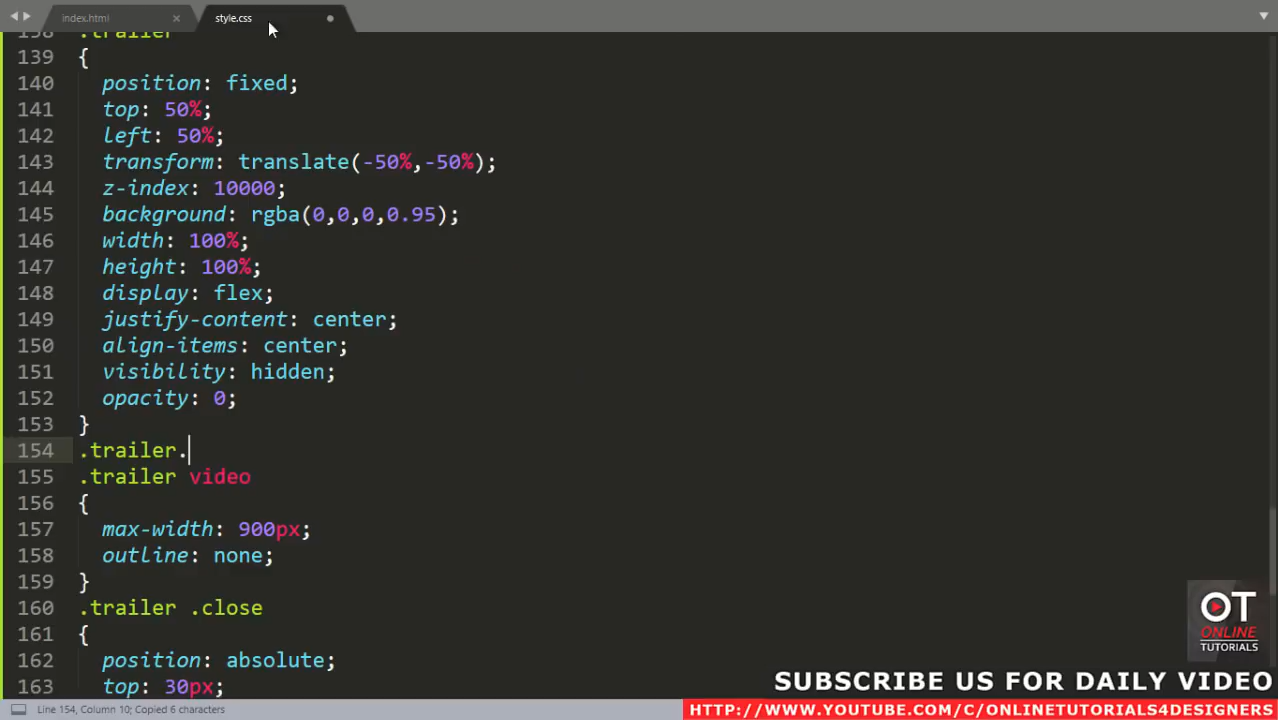 index.html
style.css
138 .trailer
139 {
140 position: fixed;
141 top: 50%;
142 left: 50%;
143 transform: translate(-50%,-50%);
144 z-index: 10000;
145 background: rgba(0,0,0,0.95);
146 width: 100%;
147 height: 100%;
148 display: flex;
149 justify-content: center;
150 align-items: center;
151 visibility: hidden;
152 opacity: 0;
153 }
154 .trailer.
155 .trailer video
156 {
157 max-width: 900px;
158 outline: none;
159 }
160 .trailer .close
161 {
162 position: absolute;
163 top: 30px;
OT
ONLINE
TUTORIALS
SUBSCRIBE US FOR DAILY VIDEO
Line 154, Column 10; Copied 6 characters
HTTP://WWW.YOUTUBE.COM/C/ONLINETUTORIALS4DESIGNERS